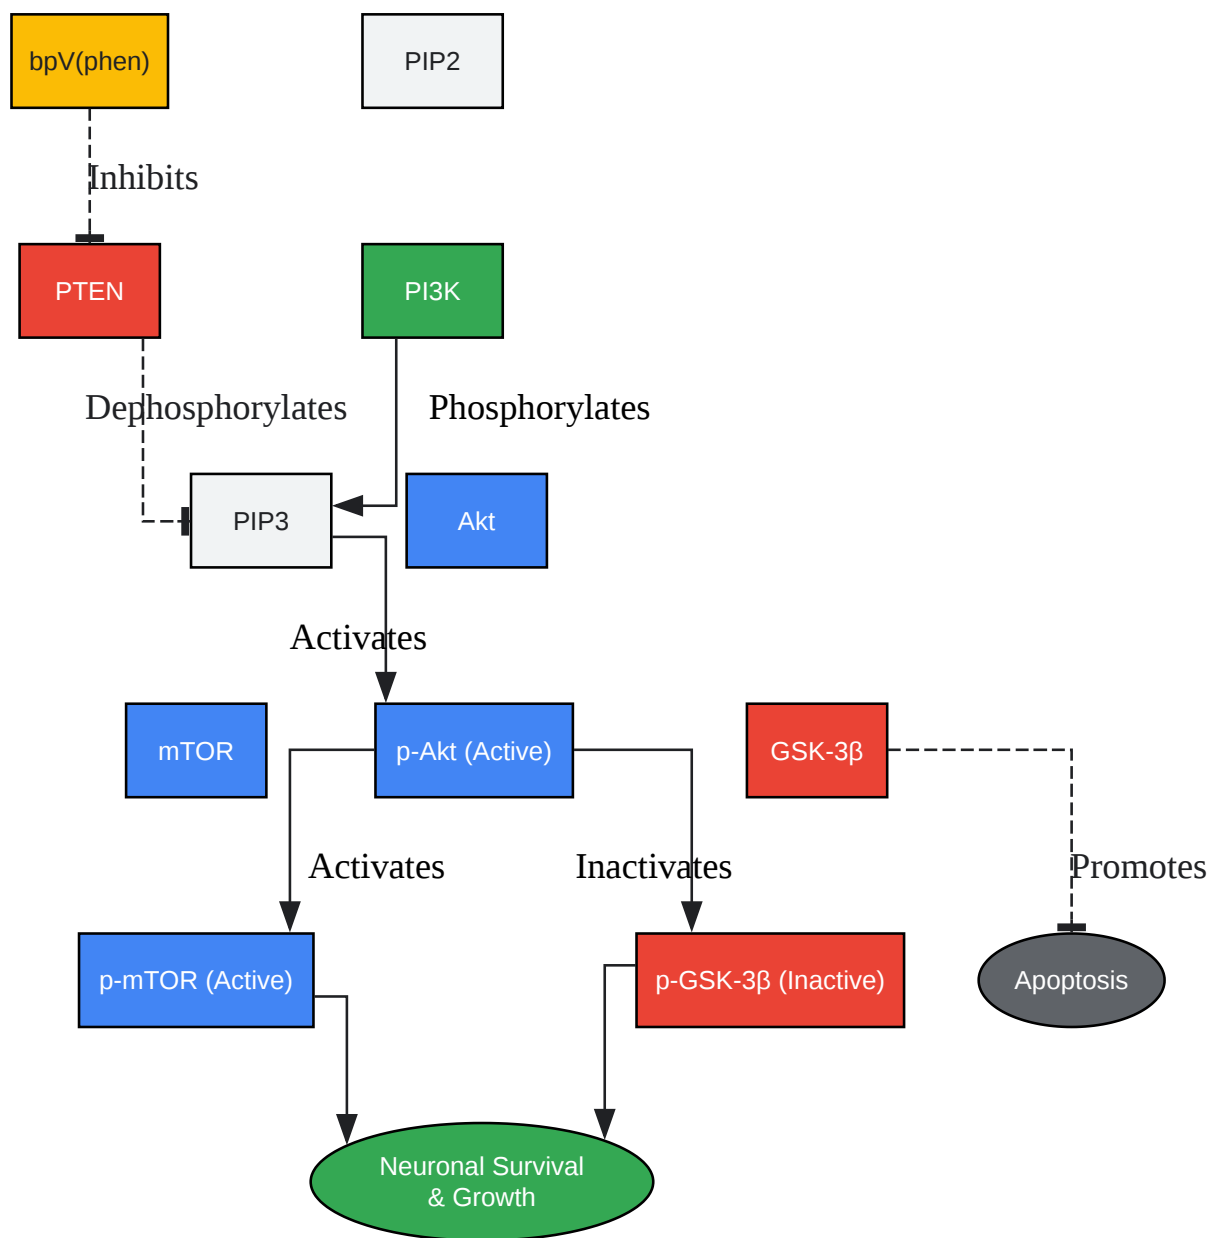 bpV(phen)
PIP2
Inhibits
PTEN
PI3K
Dephosphorylates
Phosphorylates
PIP3
Akt
Activates
mTOR
p-Akt (Active)
GSK-3β
Activates
Inactivates
Promotes
p-mTOR (Active)
p-GSK-3β (Inactive)
Apoptosis
Neuronal Survival
& Growth